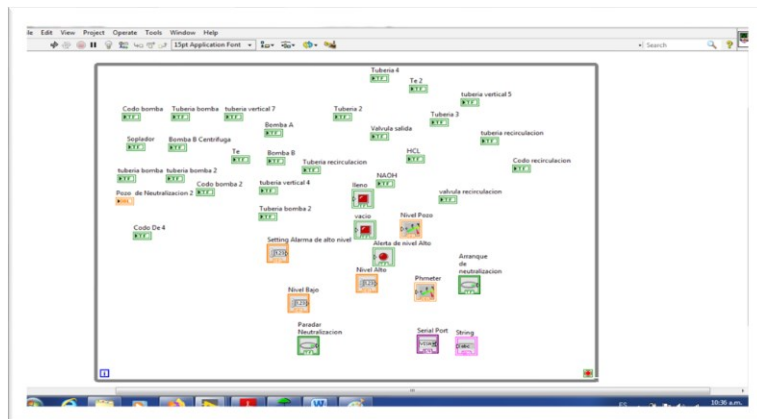 File Edit View Project Operate Tools Window Help
15pt Application Font
Search
Tuberia 4
Te 2
tuberia vertical 5
Codo bomba Tuberia bomba tuberia vertical 7 Tuberia 2
Tuberia 3
Bomba A
Valvula salida
tuberia recirculacion
Soplador Bomba B Centrifuga
Te Bomba B
HCL
Tuberia recirculacion
Codo recirculacion
tuberia bomba tuberia bomba 2
NAOH
Codo bomba 2 tuberia vertical 4
lleno
Pozo de Neutralizacion 2
valvula recirculacion
Tuberia bomba 2
vacio
Nivel Pozo
Codo De 4
Setting Alarma de alto nivel
Alerta de nivel Alto
Arranque
de
neutralizacion
Nivel Alto
Phmeter
Nivel Bajo
Paradar
Neutralizacion
Serial Port
String
10:36 a.m.